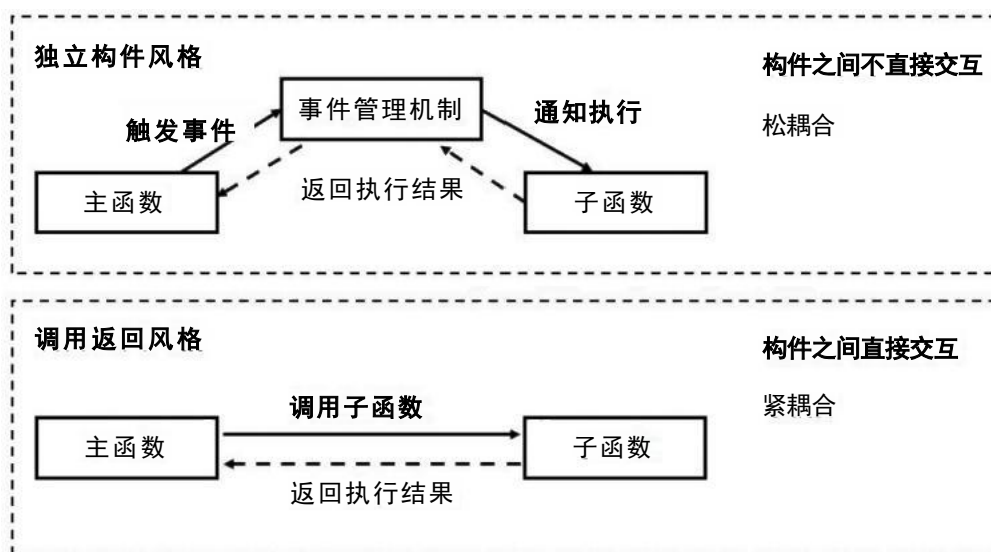 独立构件风格
构件之间不直接交互
事件管理机制
通知执行
触发事件
松耦合
返回执行结果
主函数
子函数
调用返回风格
构件之间直接交互
调用子函数
紧耦合
主函数
子函数
返回执行结果